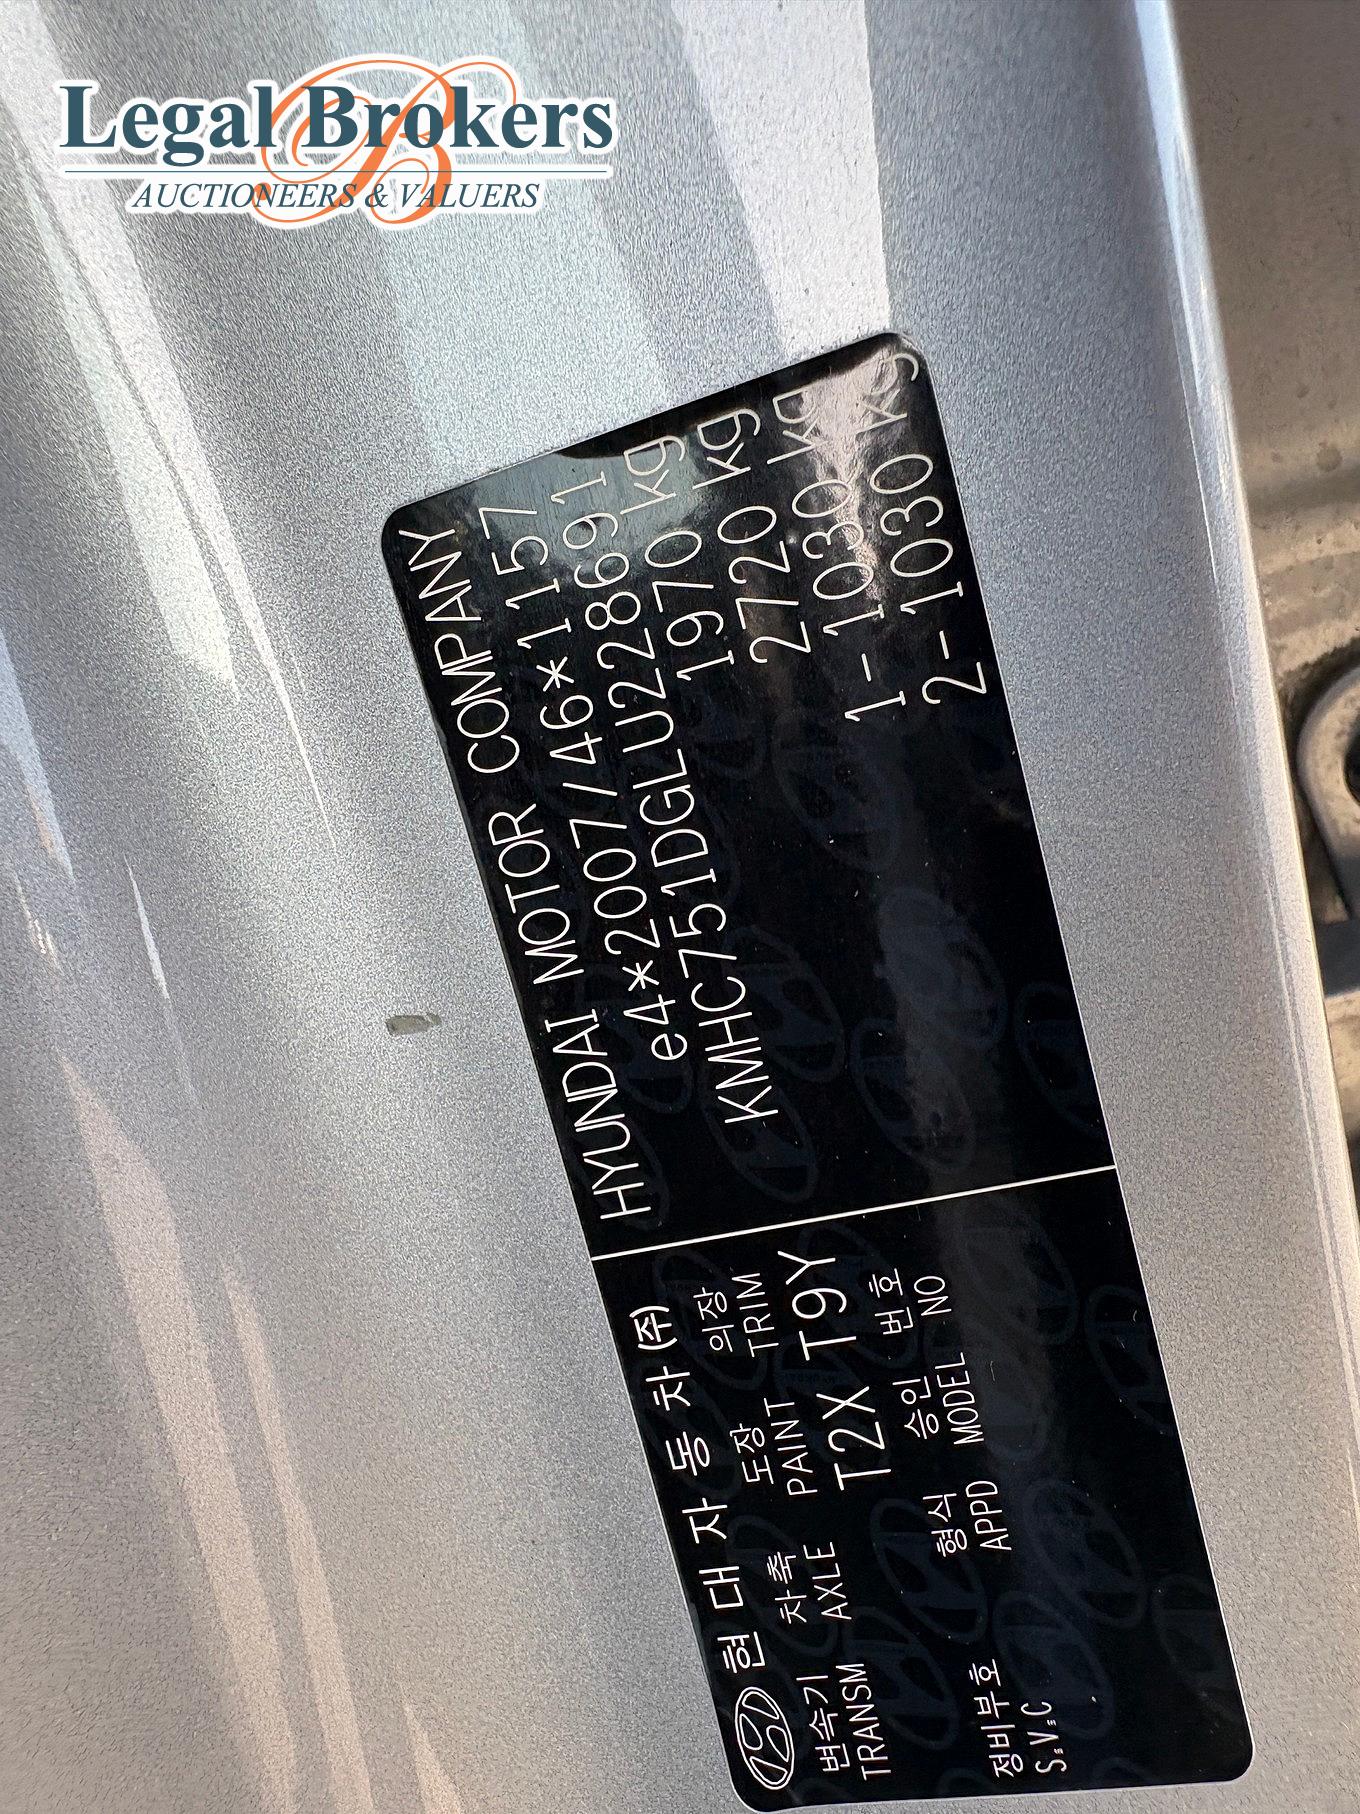 Legal Brokers
AUCTIONEERS & VALUERS
현대자동차(주)
변속기 차축 도장 의장
TRANSM AXLE PAINT TRIM
T2X T9Y
정비부호 형식 승인 번호
S.V.C APPD MODEL NO
HYUNDAI MOTOR COMPANY
e4*2007/46*1157
KMHC751DGLU228691
1970 kg
2720 kg
1-1030 kg
2-1030 kg